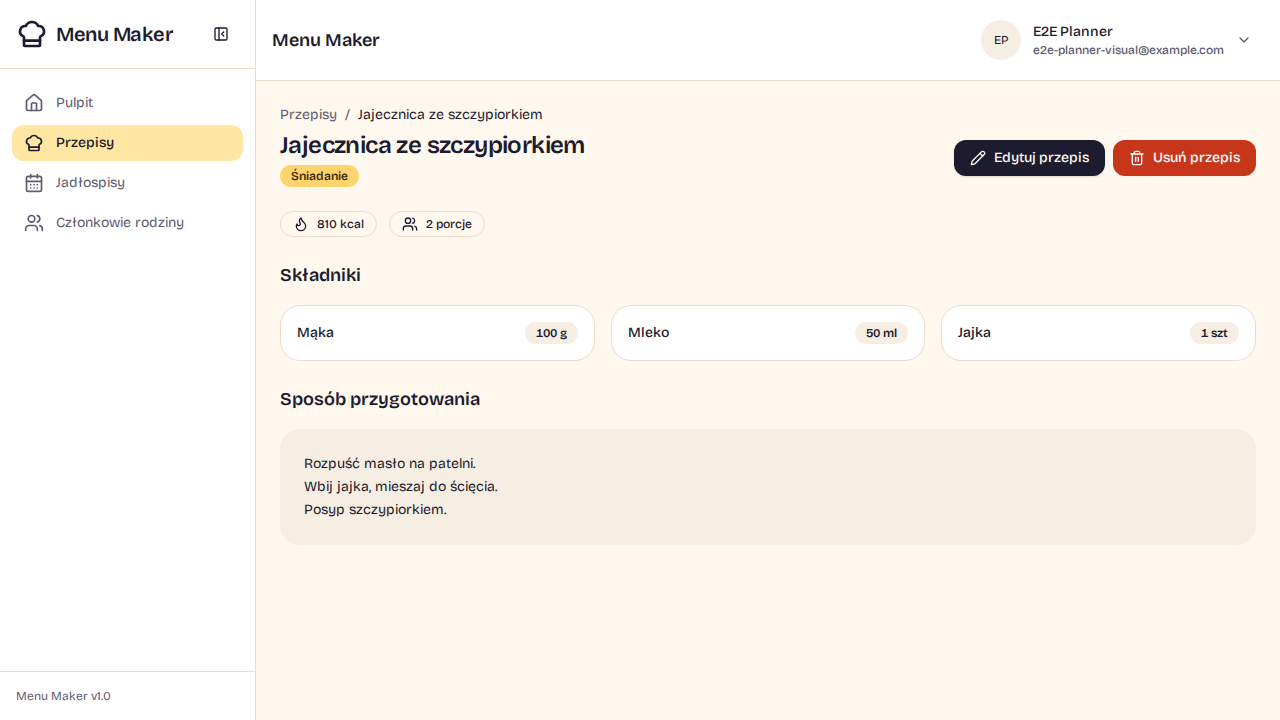 Menu Maker
Pulpit
Przepisy
Jadłospisy
Członkowie rodziny
Menu Maker v1.0
Menu Maker
EP
E2E Planner
e2e-planner-visual@example.com
Przepisy / Jajecznica ze szczypiorkiem
Jajecznica ze szczypiorkiem
Śniadanie
Edytuj przepis
Usuń przepis
810 kcal
2 porcje
Składniki
Mąka
100 g
Mleko
50 ml
Jajka
1 szt
Sposób przygotowania
Rozpuść masło na patelni.
Wbij jajka, mieszaj do ścięcia.
Posyp szczypiorkiem.